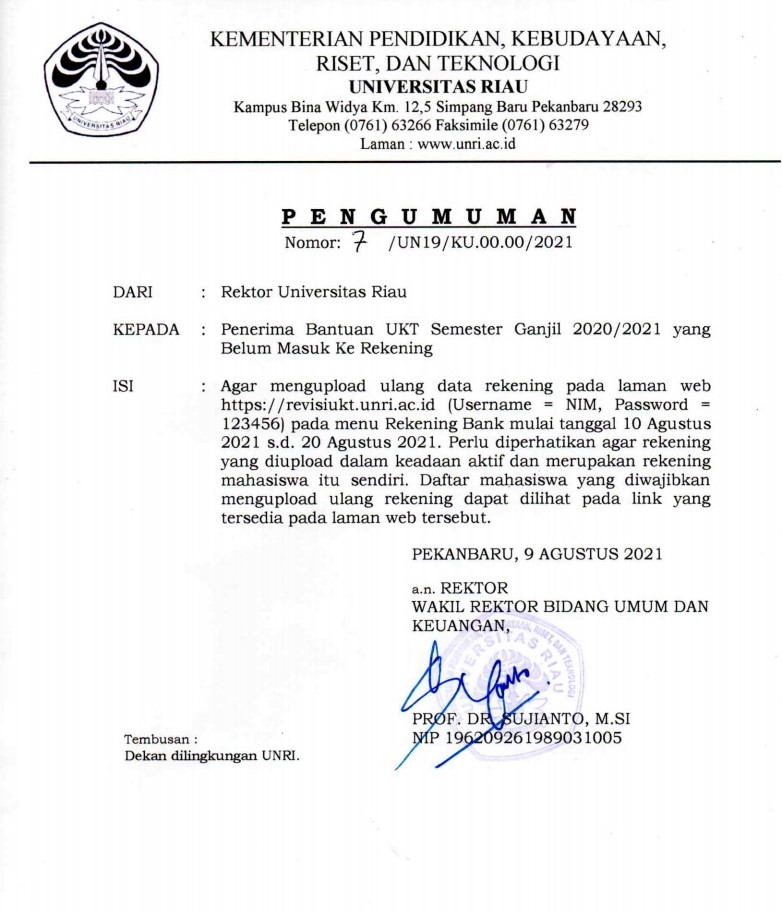 KEMENTERIAN PENDIDIKAN, KEBUDAYAAN,
RISET, DAN TEKNOLOGI
UNIVERSITAS RIAU
Kampus Bina Widya Km. 12,5 Simpang Baru Pekanbaru 28293
Telepon (0761) 63266 Faksimile (0761) 63279
Laman : www.unri.ac.id
UNIVERSITAS RIAU
P E N G U M U M A N
Nomor: 7 /UN19/KU.00.00/2021
DARI : Rektor Universitas Riau
KEPADA : Penerima Bantuan UKT Semester Ganjil 2020/2021 yang
Belum Masuk Ke Rekening
ISI : Agar mengupload ulang data rekening pada laman web
https://revisiukt.unri.ac.id (Username = NIM, Password =
123456) pada menu Rekening Bank mulai tanggal 10 Agustus
2021 s.d. 20 Agustus 2021. Perlu diperhatikan agar rekening
yang diupload dalam keadaan aktif dan merupakan rekening
mahasiswa itu sendiri. Daftar mahasiswa yang diwajibkan
mengupload ulang rekening dapat dilihat pada link yang
tersedia pada laman web tersebut.
PEKANBARU, 9 AGUSTUS 2021
a.n. REKTOR
WAKIL REKTOR BIDANG UMUM DAN
KEUANGAN,
PROF. DR. SUJIANTO, M.SI
NIP 196209261989031005
Tembusan :
Dekan dilingkungan UNRI.